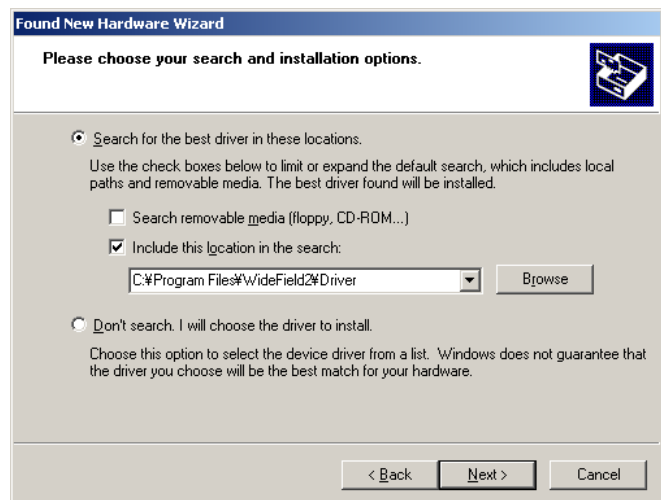 Found New Hardware Wizard
Please choose your search and installation options.
Search for the best driver in these locations.
Use the check boxes below to limit or expand the default search, which includes local
paths and removable media. The best driver found will be installed.
Search removable media (floppy, CD-ROM...)
Include this location in the search:
C:¥Program Files¥WideField2¥Driver
Browse
Don't search. I will choose the driver to install.
Choose this option to select the device driver from a list.  Windows does not guarantee that
the driver you choose will be the best match for your hardware.
< Back
Next >
Cancel